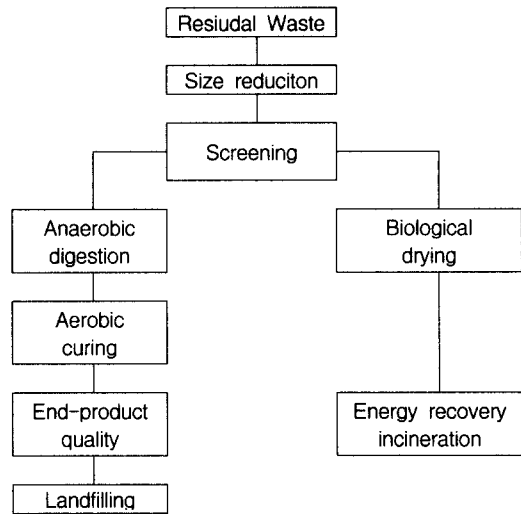 Resiudal Waste
Size reduciton
Screening
Anaerobic
digestion
Biological
drying
Aerobic
curing
End-product
quality
Energy recovery
incineration
Landfilling